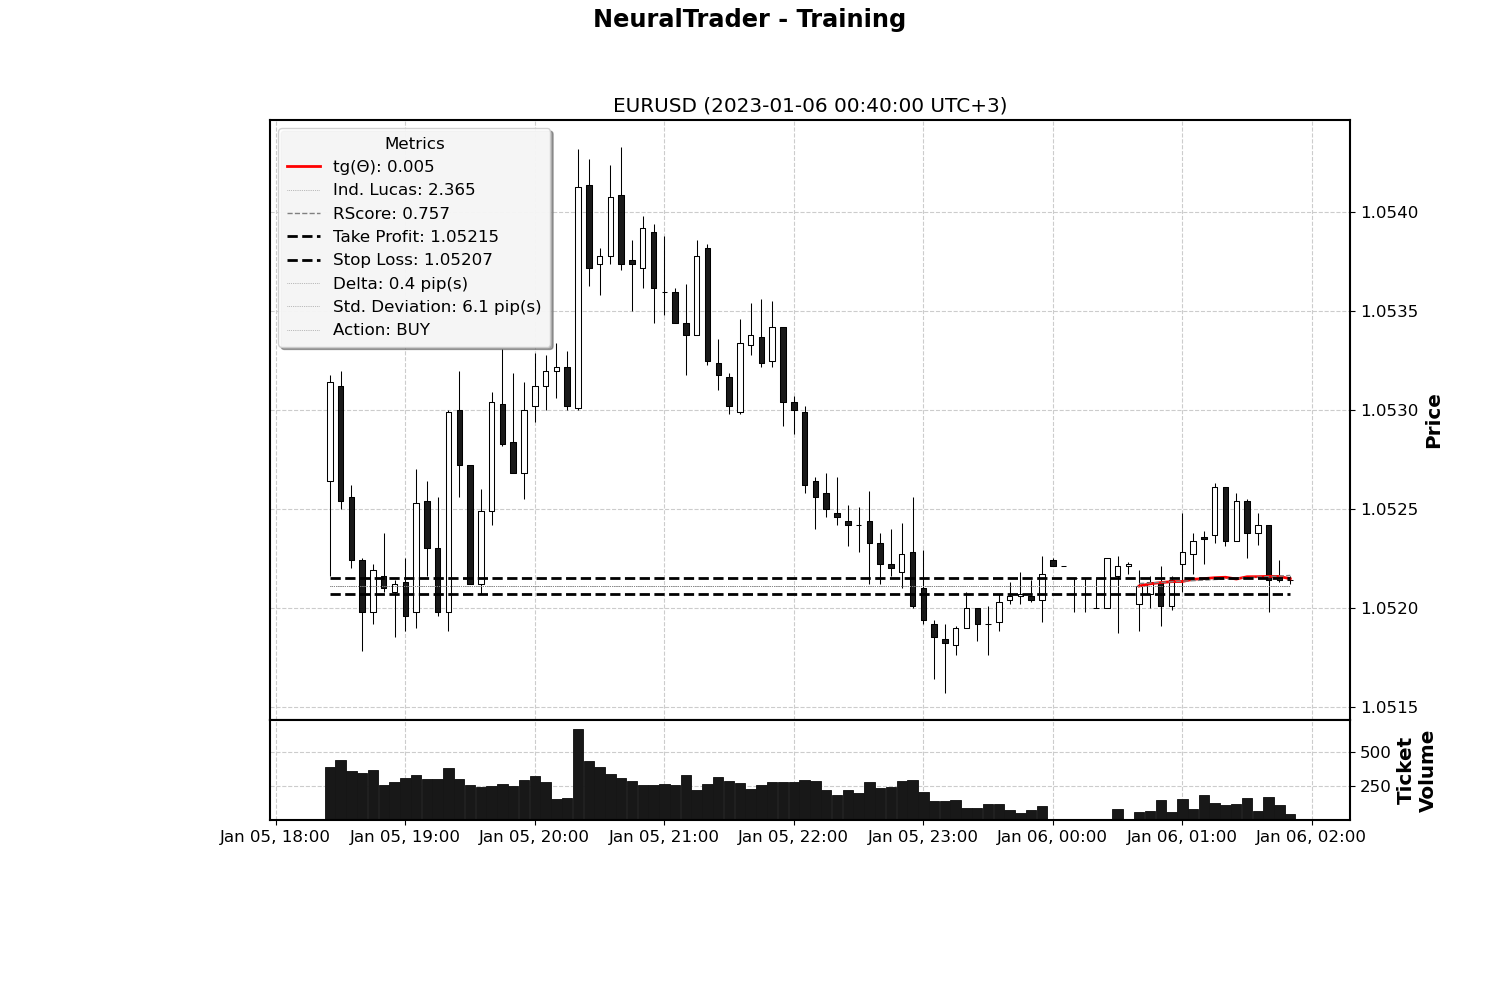 NeuralTrader - Training
EURUSD (2023-01-06 00:40:00 UTC+3)
Metrics
tg(Θ): 0.005
Ind. Lucas: 2.365
RScore: 0.757
Take Profit: 1.05215
Stop Loss: 1.05207
Delta: 0.4 pip(s)
Std. Deviation: 6.1 pip(s)
Action: BUY
1.0540
1.0535
1.0530
1.0525
1.0520
1.0515
Price
500
250
Ticket
Volume
Jan 05, 18:00 Jan 05, 19:00 Jan 05, 20:00 Jan 05, 21:00 Jan 05, 22:00 Jan 05, 23:00 Jan 06, 00:00 Jan 06, 01:00 Jan 06, 02:00